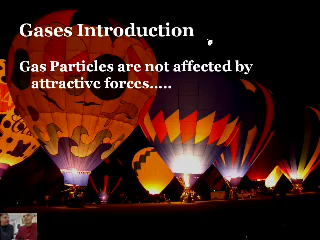 Gases Introduction
Gas Particles are not affected by
attractive forces.....